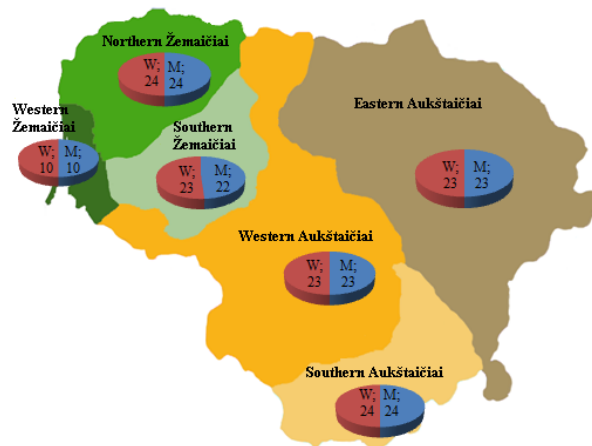 Northern Žemaičiai
W; M;
24 24
Western
Žemaičiai
W; M;
10 10
Southern
Žemaičiai
W; M;
23 22
Eastern Aukštaičiai
W; M;
23 23
Western Aukštaičiai
W; M;
23 23
Southern Aukštaičiai
W; M;
24 24